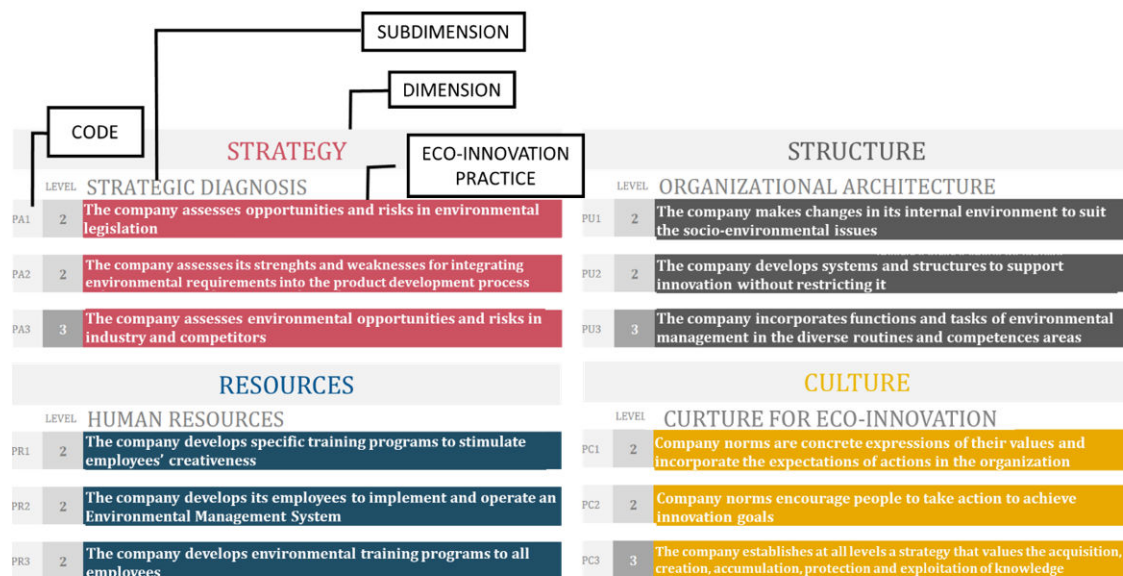 SUBDIMENSION
DIMENSION
CODE
ECO-INNOVATION
PRACTICE
STRATEGY
LEVEL STRATEGIC DIAGNOSIS
PA1 2 The company assesses opportunities and risks in environmental
legislation
PA2 2 The company assesses its strenghts and weaknesses for integrating
environmental requirements into the product development process
PA3 3 The company assesses environmental opportunities and risks in
industry and competitors
STRUCTURE
LEVEL ORGANIZATIONAL ARCHITECTURE
PU1 2 The company makes changes in its internal environment to suit
the socio-environmental issues
PU2 2 The company develops systems and structures to support
innovation without restricting it
PU3 3 The company incorporates functions and tasks of environmental
management in the diverse routines and competences areas
RESOURCES
LEVEL HUMAN RESOURCES
PR1 2 The company develops specific training programs to stimulate
employees' creativeness
PR2 2 The company develops its employees to implement and operate an
Environmental Management System
PR3 2 The company develops environmental training programs to all
employees
CULTURE
LEVEL CURTURE FOR ECO-INNOVATION
PC1 2 Company norms are concrete expressions of their values and
incorporate the expectations of actions in the organization
PC2 2 Company norms encourage people to take action to achieve
innovation goals
PC3 3 The company establishes at all levels a strategy that values the acquisition,
creation, accumulation, protection and exploitation of knowledge